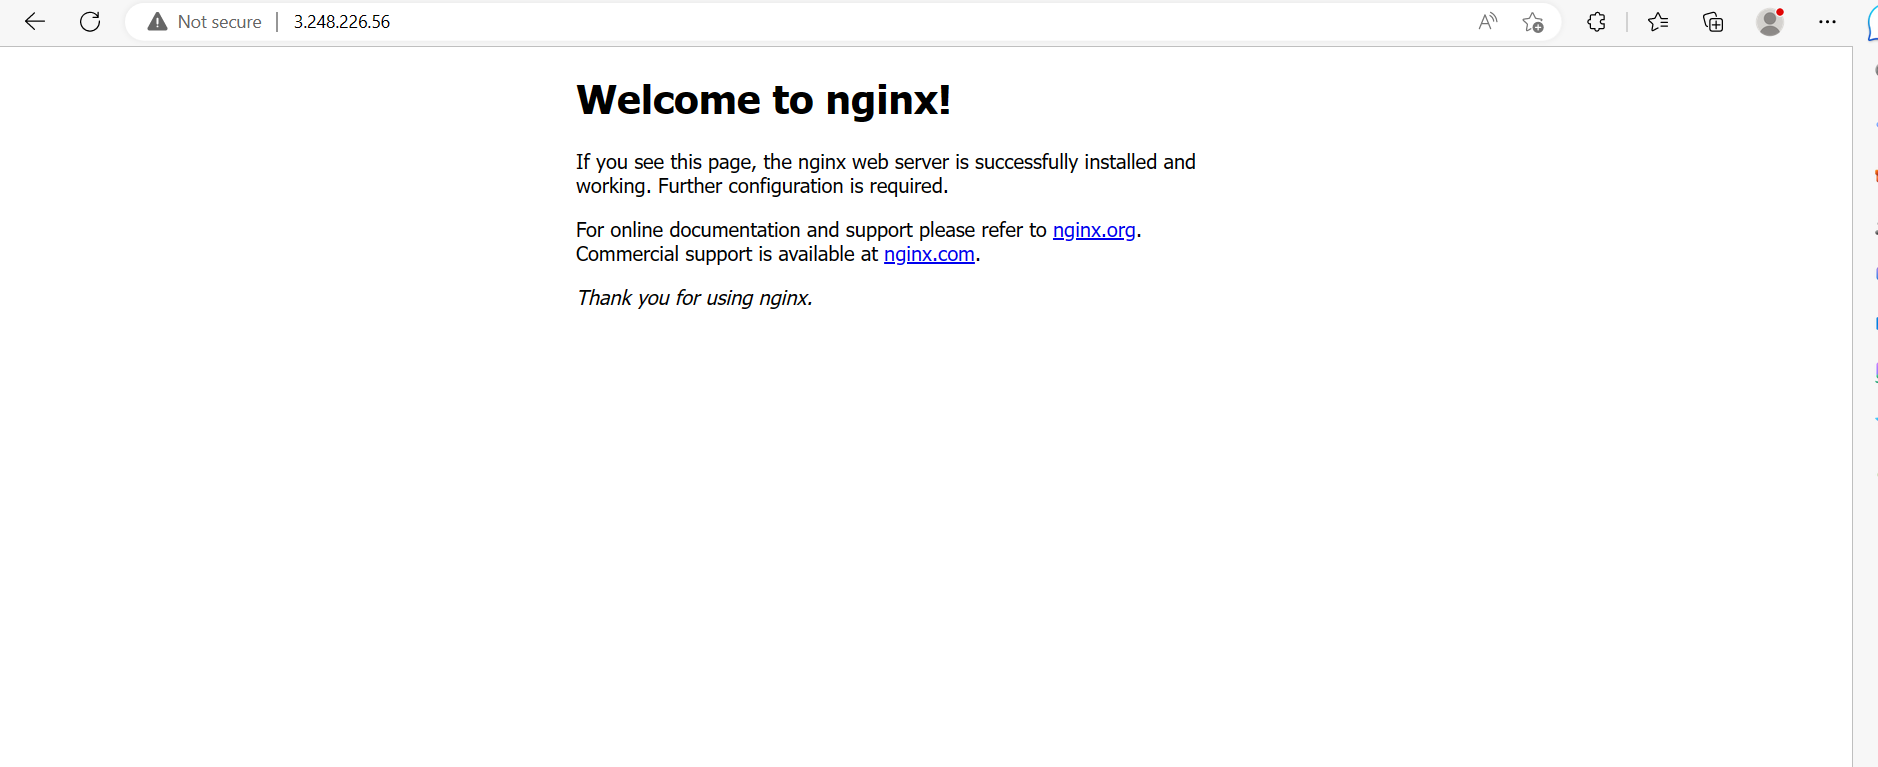 Not secure | 3.248.226.56
Welcome to nginx!
If you see this page, the nginx web server is successfully installed and
working. Further configuration is required.
For online documentation and support please refer to nginx.org.
Commercial support is available at nginx.com.
Thank you for using nginx.